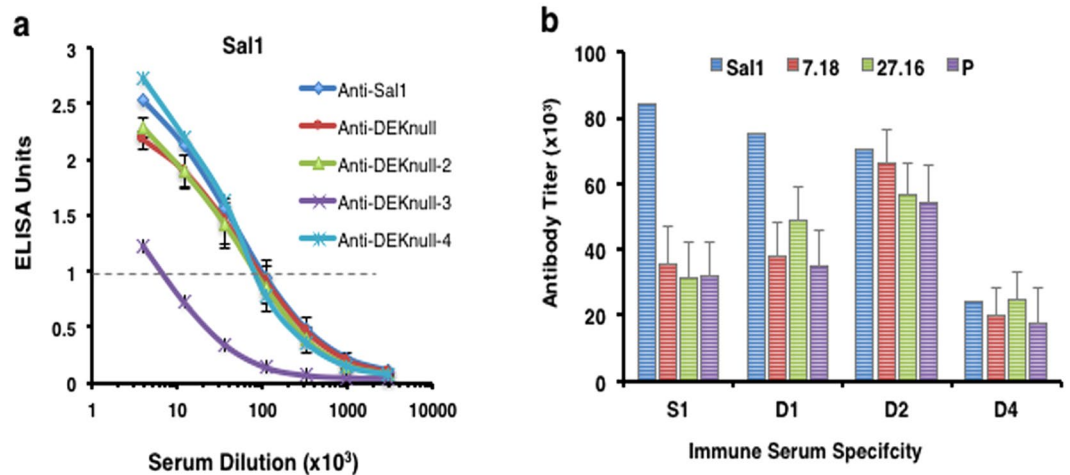 a
Sal1
ELISA Units
3
2.5
2
1.5
1
0.5
0
Anti-Sal1
Anti-DEKnull
Anti-DEKnull-2
Anti-DEKnull-3
Anti-DEKnull-4
1 10 100 1000 10000
Serum Dilution (x10³)
b
Antibody Titer (x10³)
100
80
60
40
20
0
Sal1 7.18 27.16 P
S1 D1 D2 D4
Immune Serum Specifcity